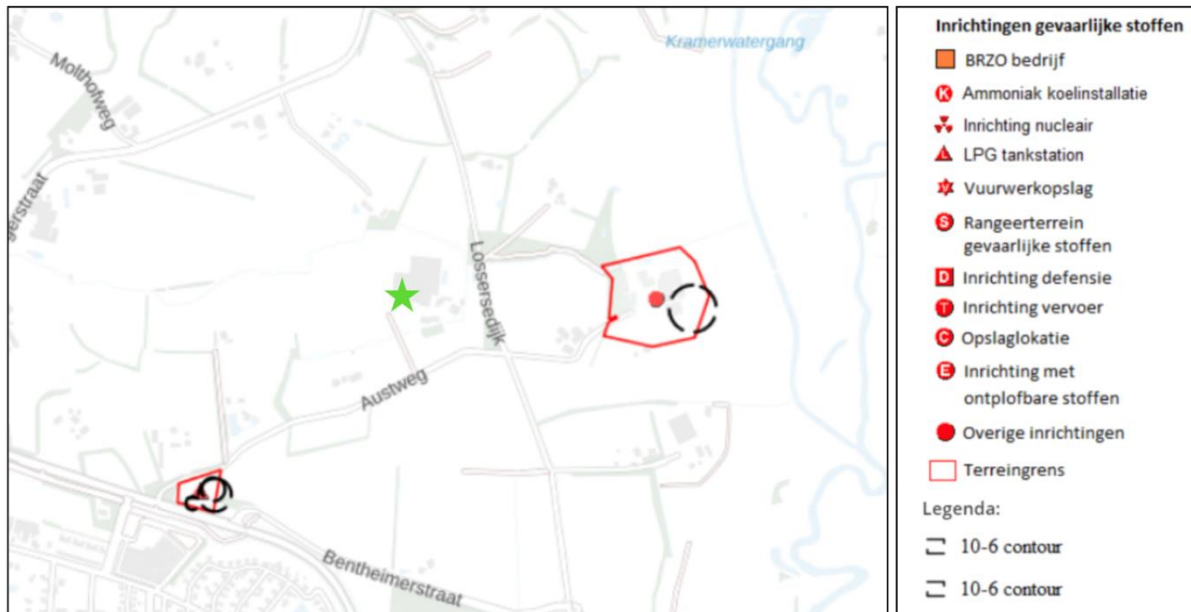 Kramerwatergang
Molthofweg
gerstraat
Lossersedijk
Austweg
Bentheimerstraat
Inrichtingen gevaarlijke stoffen
BRZO bedrijf
K Ammoniak koelinstallatie
Inrichting nucleair
L LPG tankstation
V Vuurwerkopslag
S Rangeerterrein
gevaarlijke stoffen
D Inrichting defensie
T Inrichting vervoer
C Opslaglokatie
E Inrichting met
ontplofbare stoffen
Overige inrichtingen
Terreingrens
Legenda:
10-6 contour
10-6 contour